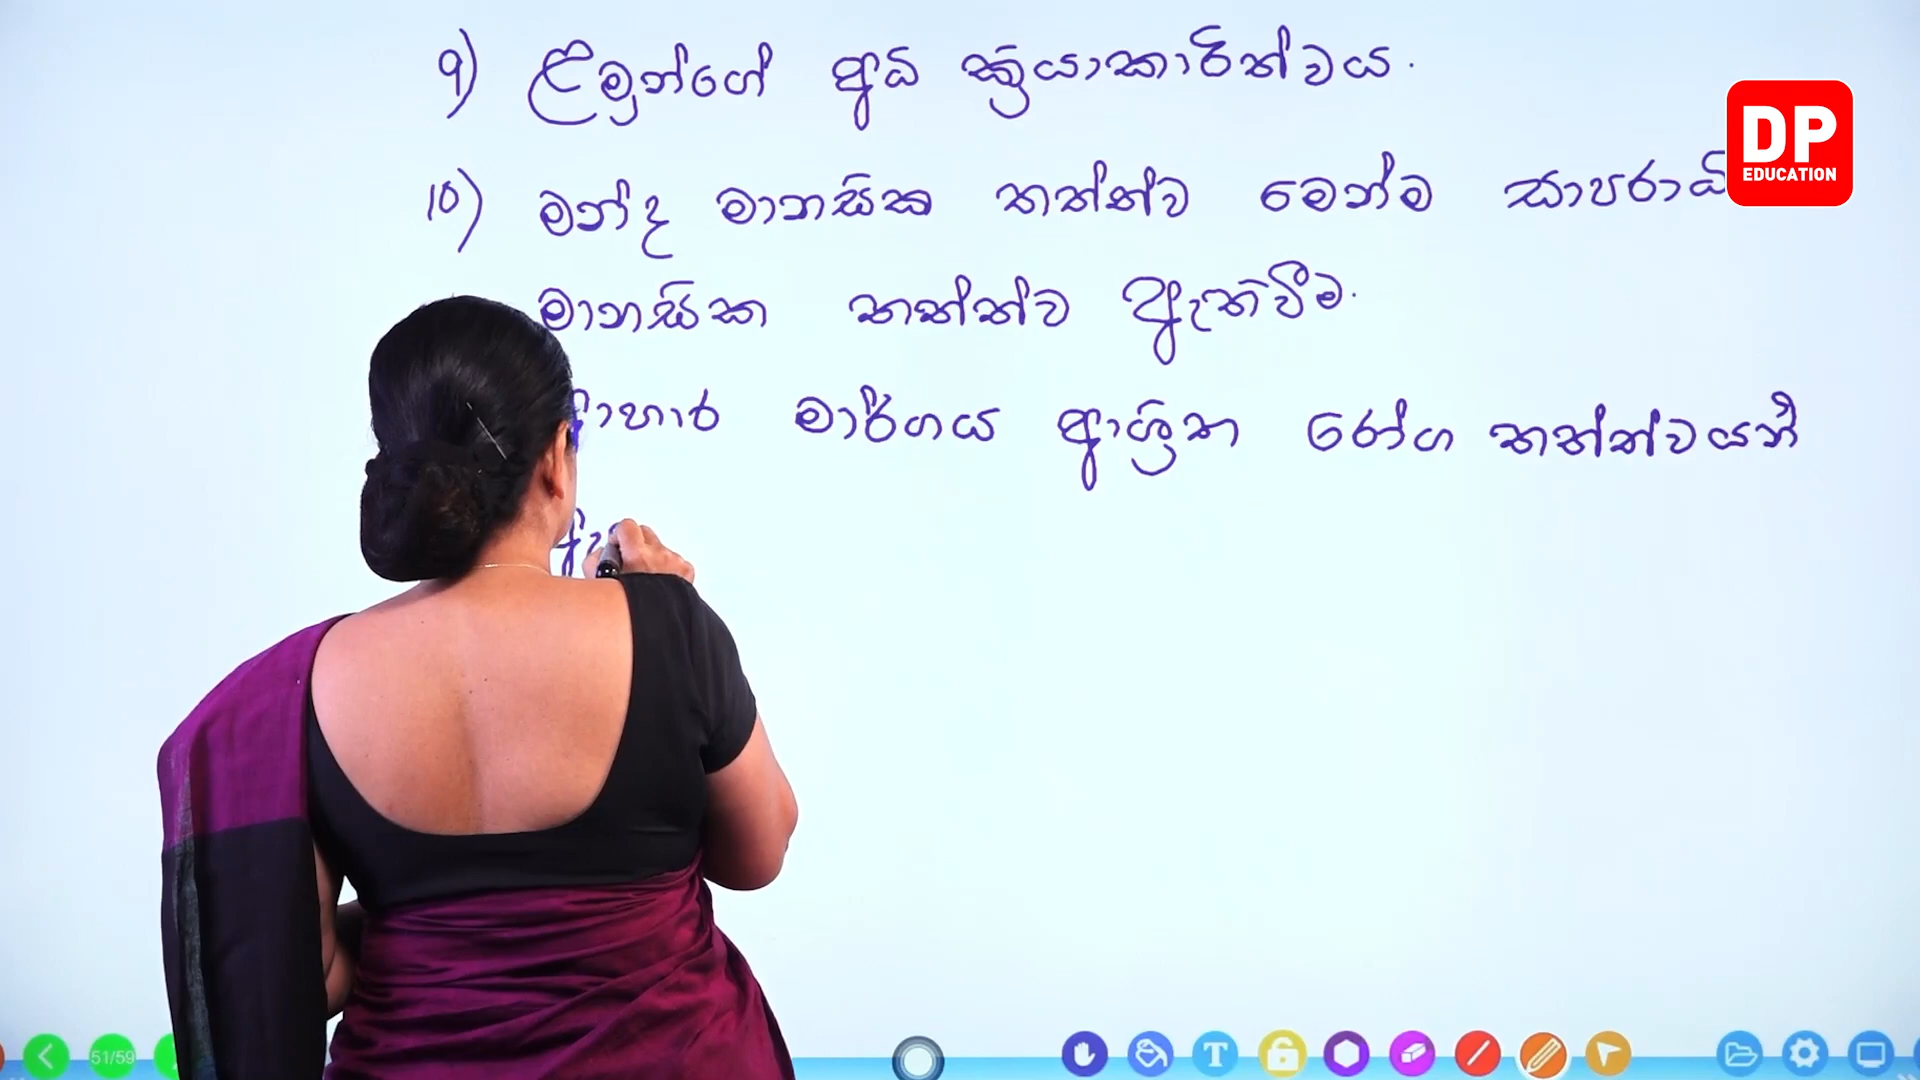 9) ළමුන්ගේ අධි ක්‍රියාකාරිත්වය.
10) මන්ද මානසික තත්ත්ව මෙන්ම සාපරාධි
මානසික තත්ත්ව ඇතිවීම.
ආහාර මාර්ගය ආශ්‍රිත රෝග තත්ත්වයන්
DP
EDUCATION
51/59
T